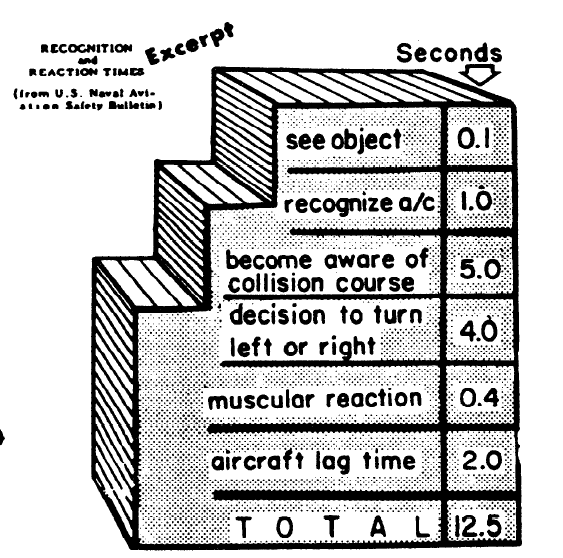 RECOGNITION
and
REACTION TIMES
(from U.S. Naval Avi-
ation Safety Bulletin)
Excerpt
Seconds
see object 0.1
recognize a/c 1.0
become aware of
collision course 5.0
decision to turn
left or right 4.0
muscular reaction 0.4
aircraft lag time 2.0
TOTAL 12.5